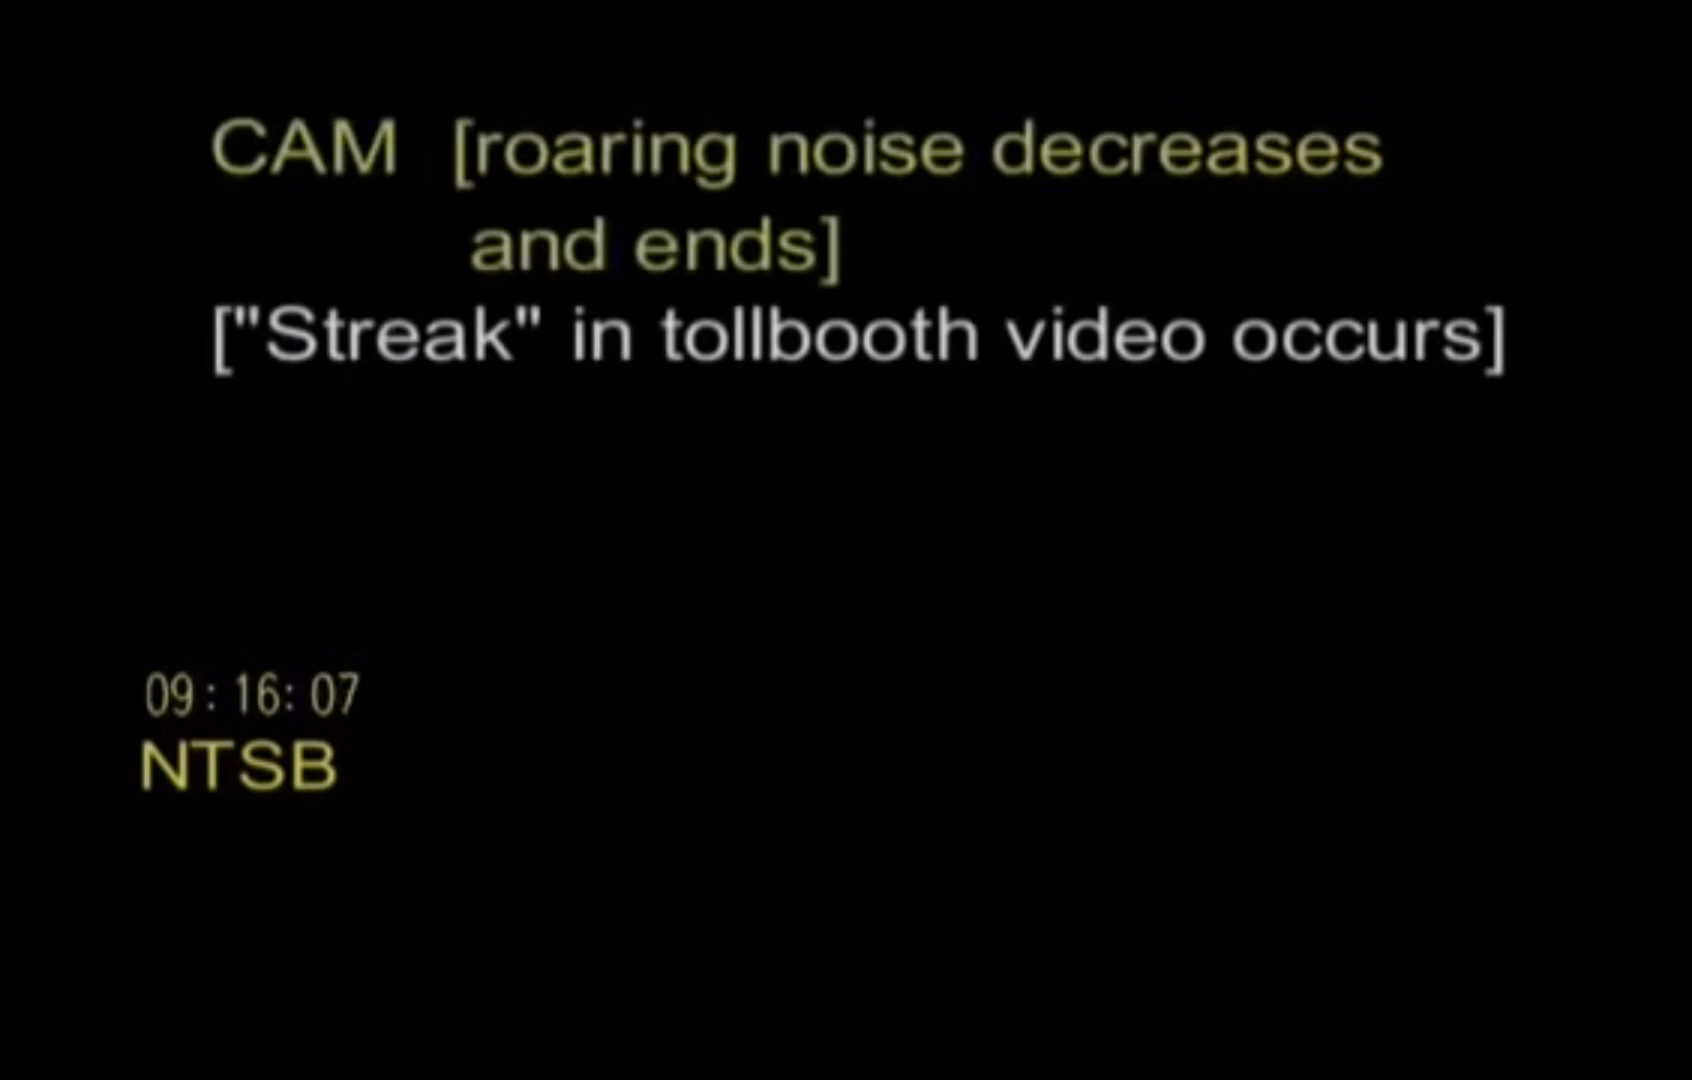 CAM [roaring noise decreases
and ends]
["Streak" in tollbooth video occurs]
09:16:07
NTSB